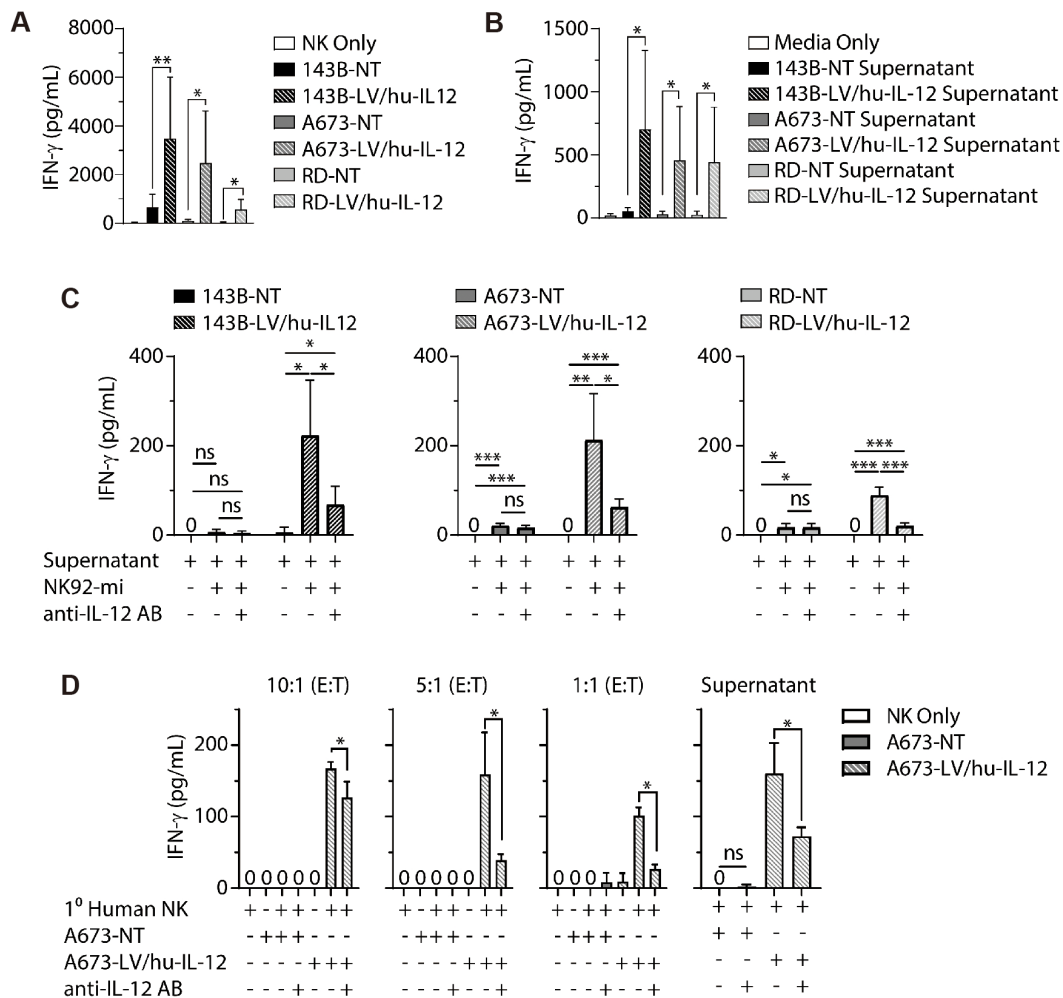 A
8000
6000
4000
2000
0
IFN-γ (pg/mL)
**
*
*
NK Only
143B-NT
143B-LV/hu-IL12
A673-NT
A673-LV/hu-IL-12
RD-NT
RD-LV/hu-IL-12
B
1500
1000
500
0
IFN-γ (pg/mL)
*
*
*
Media Only
143B-NT Supernatant
143B-LV/hu-IL-12 Supernatant
A673-NT Supernatant
A673-LV/hu-IL-12 Supernatant
RD-NT Supernatant
RD-LV/hu-IL-12 Supernatant
C
143B-NT
143B-LV/hu-IL12
A673-NT
A673-LV/hu-IL-12
RD-NT
RD-LV/hu-IL-12
IFN-γ (pg/mL)
400
200
0
ns
ns
ns
0
*
* *
400
200
0
***
***
ns
0
***
** *
0
400
200
0
*
*
ns
0
***
*** ***
0
Supernatant + + + + + + + + + + + + + + + + + +
NK92-mi - + + - + + - + + - + + - + + - + +
anti-IL-12 AB - - + - - + - - + - - + - - + - - +
D
10:1 (E:T) 5:1 (E:T) 1:1 (E:T) Supernatant
IFN-γ (pg/mL)
200
100
0
* * * *
ns
0 0 0 0 0 0 0 0 0 0 0 0 0 0
NK Only
A673-NT
A673-LV/hu-IL-12
1⁰ Human NK + - + + - + + + - + + - + + + - + + - + + + + + +
A673-NT - + + + - - - - + + + - - - - + + + - - - + + - -
A673-LV/hu-IL-12 - - - - + + + - - - - + + + - - - - + + + - - + +
anti-IL-12 AB - - - + - - + - - - + - - + - - - + - - + - + - +